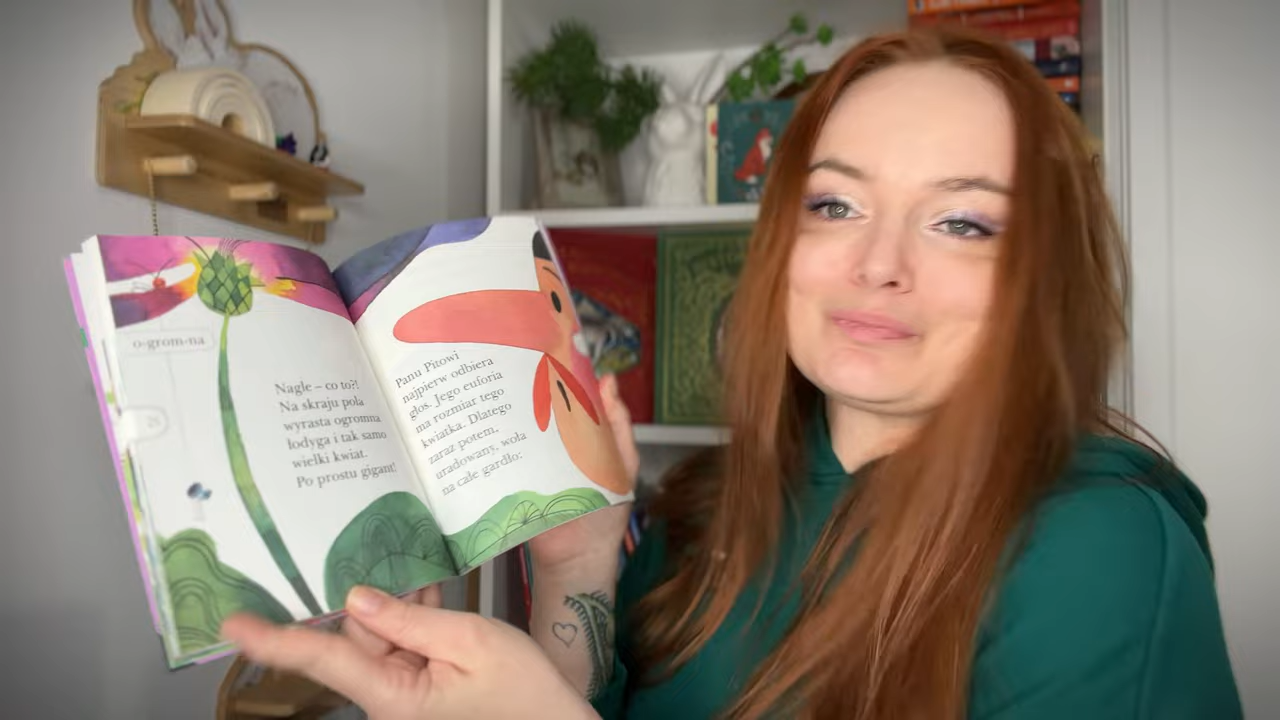 o-grom-na
28
Nagle – co to?!
Na skraju pola
wyrasta ogromna
łodyga i tak samo
wielki kwiat.
Po prostu gigant!
Panu Pitowi
najpierw odbiera
głos. Jego euforia
ma rozmiar tego
kwiatka. Dlatego
zaraz potem,
uradowany, woła
na całe gardło: